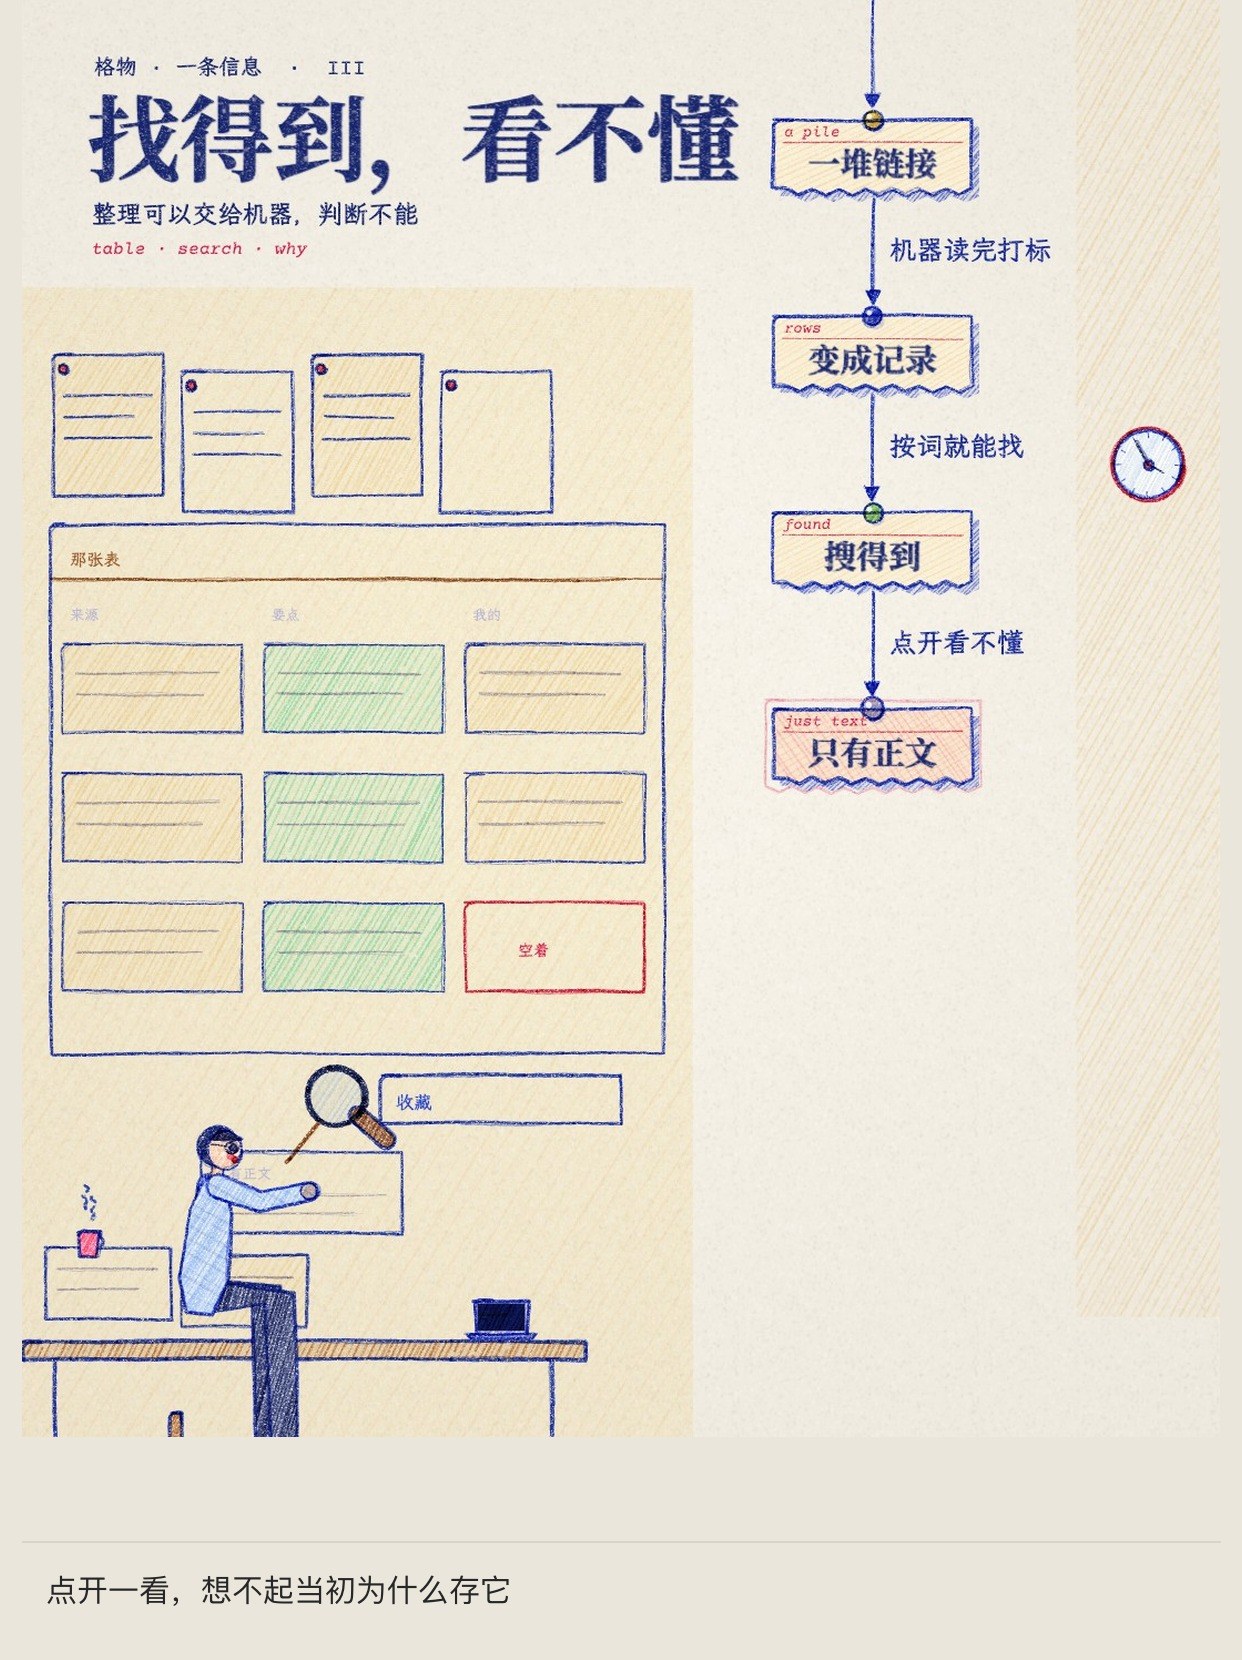 格物 · 一条信息 · III
找得到，看不懂
整理可以交给机器，判断不能
table · search · why
a pile
一堆链接
机器读完打标
rows
变成记录
按词就能找
found
搜得到
点开看不懂
just text
只有正文
那张表
来源 要点 我的
空着
收藏
正文
点开一看，想不起当初为什么存它